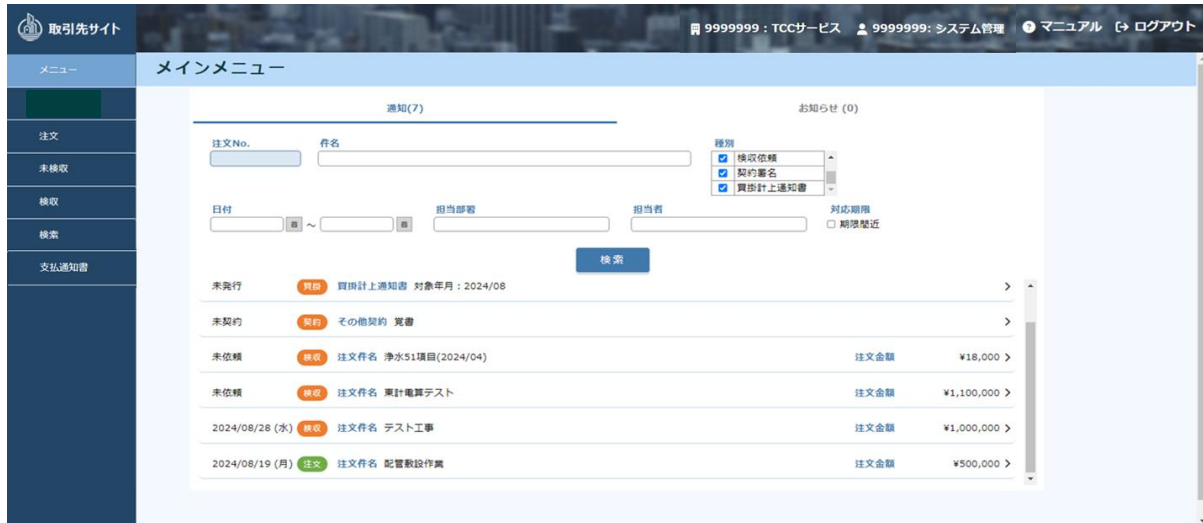 取引先サイト
9999999：TCCサービス 9999999: システム管理 マニュアル ログアウト
メニュー
メインメニュー
通知(7) お知らせ (0)
注文
未検収
検収
検索
支払通知書
注文No. 件名 種別
検収依頼
契約署名
買掛計上通知書
日付 担当部署 担当者 対応期限
～ 期限間近
検索
未発行 買掛 買掛計上通知書 対象年月：2024/08
未契約 契約 その他契約 覚書
未依頼 検収 注文件名 浄水51項目(2024/04) 注文金額 ¥18,000
未依頼 検収 注文件名 東計電算テスト 注文金額 ¥1,100,000
2024/08/28 (水) 検収 注文件名 テスト工事 注文金額 ¥1,000,000
2024/08/19 (月) 注文 注文件名 配管敷設作業 注文金額 ¥500,000